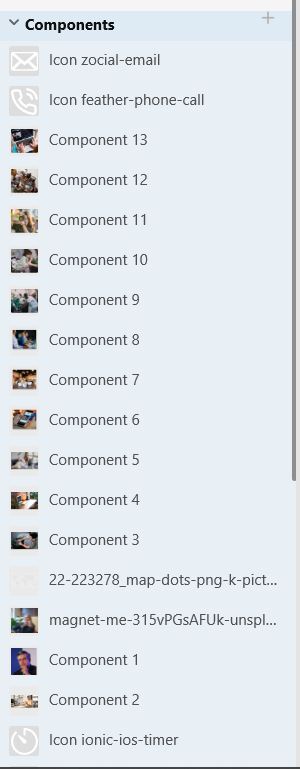 Components
Icon zocial-email
Icon feather-phone-call
Component 13
Component 12
Component 11
Component 10
Component 9
Component 8
Component 7
Component 6
Component 5
Component 4
Component 3
22-223278_map-dots-png-k-pict...
magnet-me-315vPGsAFUk-unspl...
Component 1
Component 2
Icon ionic-ios-timer